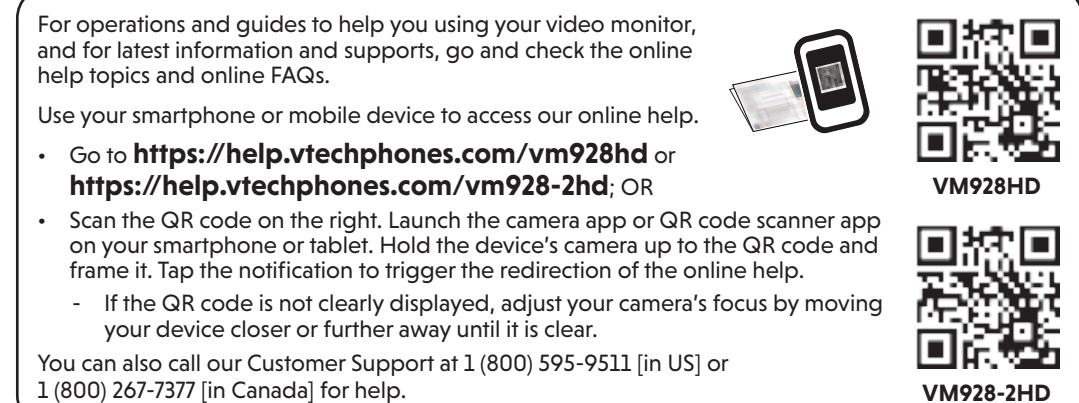 For operations and guides to help you using your video monitor,
and for latest information and supports, go and check the online
help topics and online FAQs.
Use your smartphone or mobile device to access our online help.
• Go to https://help.vtechphones.com/vm928hd or
https://help.vtechphones.com/vm928-2hd; OR
• Scan the QR code on the right. Launch the camera app or QR code scanner app
on your smartphone or tablet. Hold the device’s camera up to the QR code and
frame it. Tap the notification to trigger the redirection of the online help.
- If the QR code is not clearly displayed, adjust your camera’s focus by moving
your device closer or further away until it is clear.
You can also call our Customer Support at 1 (800) 595-9511 [in US] or
1 (800) 267-7377 [in Canada] for help.
VM928HD
VM928-2HD